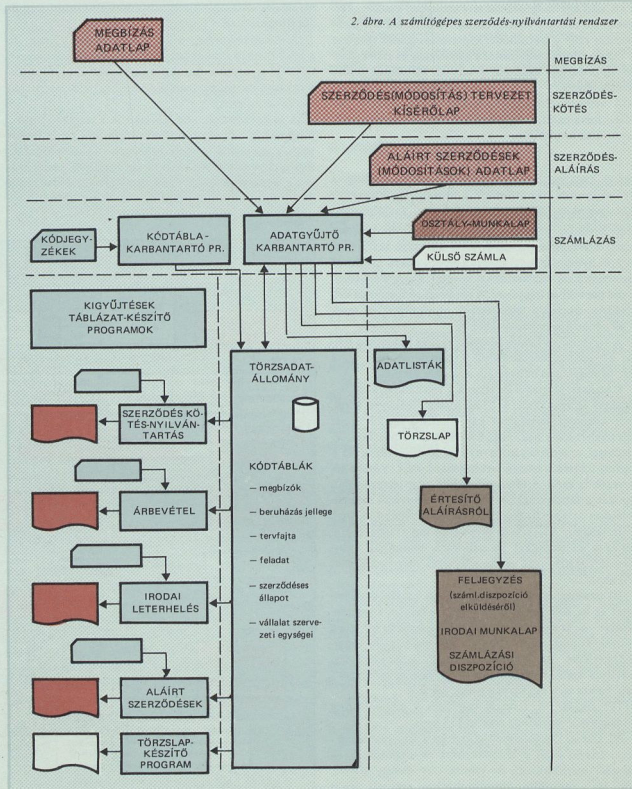 2. ábra. A számítógépes szerződés-nyilvántartási rendszer
MEGBÍZÁS
ADATLAP
MEGBÍZÁS
SZERZŐDÉS(MÓDOSÍTÁS) TERVEZET
KÍSÉRŐLAP
SZERZŐDÉS-
KÖTÉS
ALÁÍRT SZERZŐDÉSEK
(MÓDOSÍTÁSOK) ADATLAP
SZERZŐDÉS-
ALÁÍRÁS
KÓDJEGY-
ZÉKEK
KÓDTÁBLA-
KARBANTARTÓ PR.
ADATGYŰJTŐ
KARBANTARTÓ PR.
OSZTÁLY-MUNKALAP
KÜLSŐ SZÁMLA
SZÁMLÁZÁS
KIGYŰJTÉSEK
TÁBLÁZAT-KÉSZÍTŐ
PROGRAMOK
SZERZŐDÉS KÖ-
TÉS-NYILVÁN-
TARTÁS
ÁRBEVÉTEL
IRODAI
LETERHELÉS
ALÁÍRT
SZERZŐDÉSEK
TÖRZSLAP-
KÉSZÍTŐ
PROGRAM
TÖRZSADAT-
ÁLLOMÁNY
KÓDTÁBLÁK
— megbízók
— beruházás jellege
— tervfajta
— feladat
— szerződéses
állapot
— vállalat szerve-
zeti egységei
ADATLISTÁK
TÖRZSLAP
ÉRTESÍTŐ
ALÁÍRÁSRÓL
FELJEGYZÉS
(száml.diszpozíció
elküldéséről)
IRODAI MUNKALAP
SZÁMLÁZÁSI
DISZPOZÍCIÓ